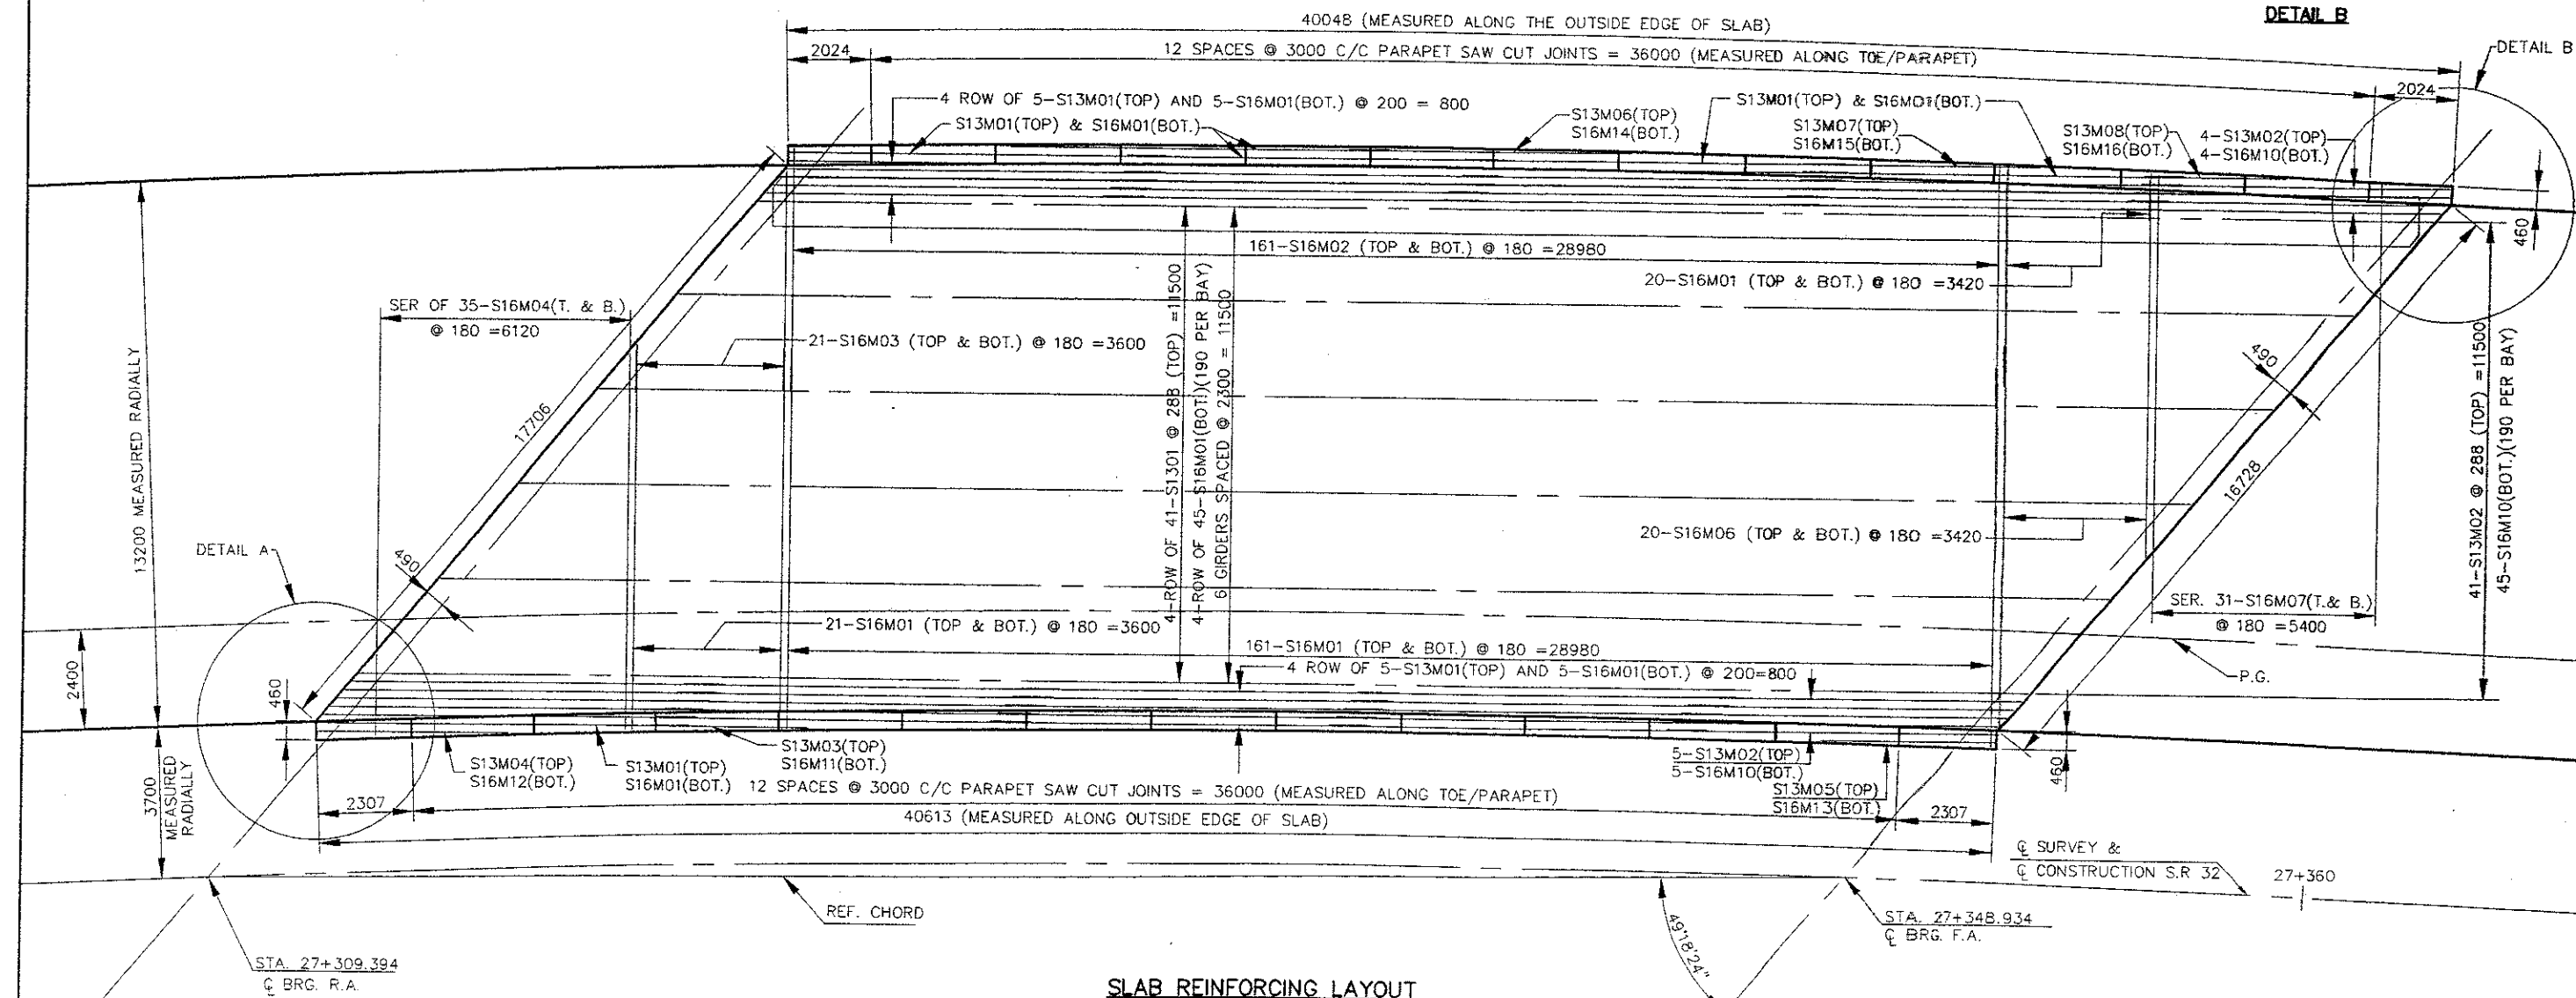 40048 (MEASURED ALONG THE OUTSIDE EDGE OF SLAB)
DETAIL B
2024
12 SPACES @ 3000 C/C PARAPET SAW CUT JOINTS = 36000 (MEASURED ALONG TOE/PARAPET)
DETAIL B
2024
4 ROW OF 5-S13M01(TOP) AND 5-S16M01(BOT.) @ 200 = 800
S13M01(TOP) & S16M01(BOT.)
S13M06(TOP)
S16M14(BOT.)
S13M01(TOP) & S16M01(BOT.)
S13M07(TOP)
S16M15(BOT.)
S13M08(TOP)
S16M16(BOT.)
4-S13M02(TOP)
4-S16M10(BOT.)
460
161-S16M02 (TOP & BOT.) @ 180 =28980
20-S16M01 (TOP & BOT.) @ 180 =3420
SER OF 35-S16M04(T. & B.)
@ 180 =6120
21-S16M03 (TOP & BOT.) @ 180 =3600
4-ROW OF 41-S1301 @ 288 (TOP) =11500
4-ROW OF 45-S16M01(BOT.)(190 PER BAY)
6 GIRDERS SPACED @ 2300 = 11500
13200 MEASURED RADIALLY
17706
490
16728
41-S13M02 @ 288 (TOP) =11500
45-S16M10(BOT.)(190 PER BAY)
20-S16M06 (TOP & BOT.) @ 180 =3420
DETAIL A
490
SER. 31-S16M07(T.& B.)
@ 180 =5400
21-S16M01 (TOP & BOT.) @ 180 =3600
161-S16M01 (TOP & BOT.) @ 180 =28980
4 ROW OF 5-S13M01(TOP) AND 5-S16M01(BOT.) @ 200=800
P.G.
2400
460
S13M04(TOP)
S16M12(BOT.)
S13M01(TOP)
S16M01(BOT.)
S13M03(TOP)
S16M11(BOT.)
5-S13M02(TOP)
5-S16M10(BOT.)
S13M05(TOP)
S16M13(BOT.)
460
3700
MEASURED
RADIALLY
12 SPACES @ 3000 C/C PARAPET SAW CUT JOINTS = 36000 (MEASURED ALONG TOE/PARAPET)
2307
2307
40613 (MEASURED ALONG OUTSIDE EDGE OF SLAB)
℄ SURVEY &
℄ CONSTRUCTION S.R 32
27+360
REF. CHORD
49°18'24"
STA. 27+348.934
℄ BRG. F.A.
STA. 27+309.394
℄ BRG. R.A.
SLAB REINFORCING LAYOUT